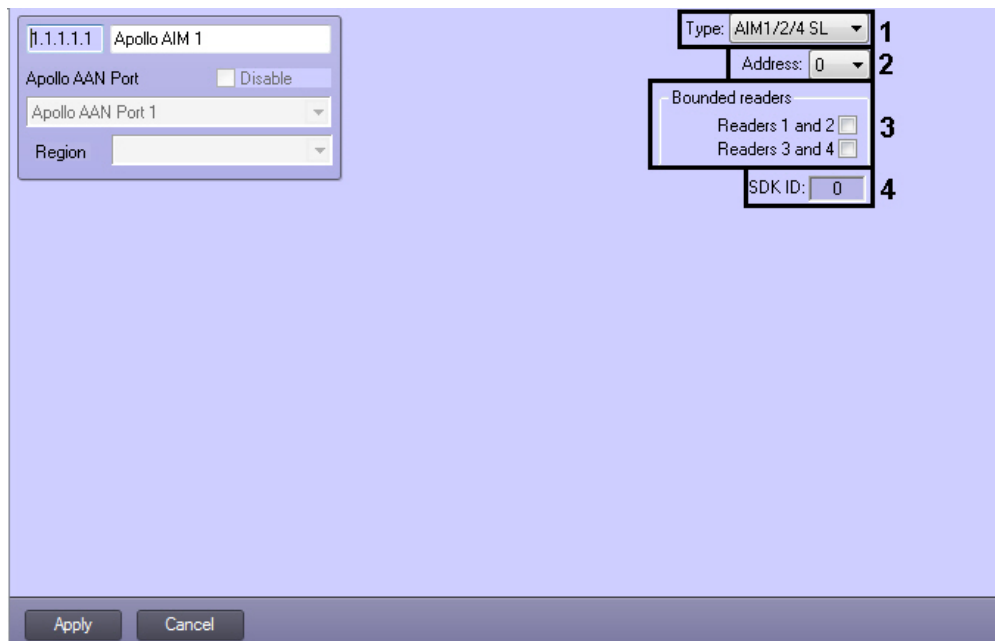 1.1.1.1.1 Apollo AIM 1
Apollo AAN Port Disable
Apollo AAN Port 1
Region
Type: AIM1/2/4 SL 1
Address: 0 2
Bounded readers
Readers 1 and 2 3
Readers 3 and 4
SDK ID: 0 4
Apply Cancel